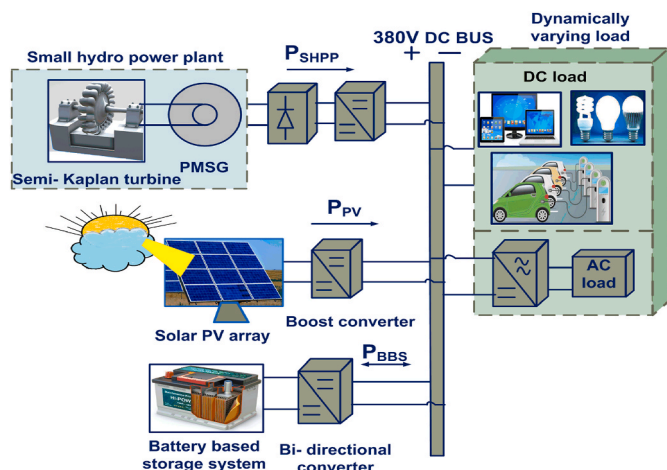 Small hydro power plant
PMSG
Semi- Kaplan turbine
P_SHPP
380V DC BUS
+ —
Dynamically
varying load
DC load
P_PV
Solar PV array
Boost converter
AC
load
P_BBS
Battery based
storage system
Bi- directional
converter